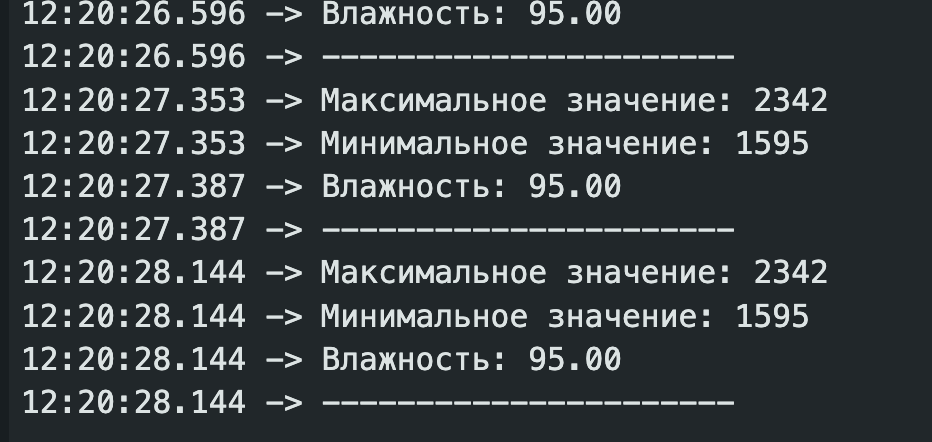 12:20:26.596 -> Влажность: 95.00
12:20:26.596 -> ----------------------
12:20:27.353 -> Максимальное значение: 2342
12:20:27.353 -> Минимальное значение: 1595
12:20:27.387 -> Влажность: 95.00
12:20:27.387 -> ----------------------
12:20:28.144 -> Максимальное значение: 2342
12:20:28.144 -> Минимальное значение: 1595
12:20:28.144 -> Влажность: 95.00
12:20:28.144 -> ----------------------